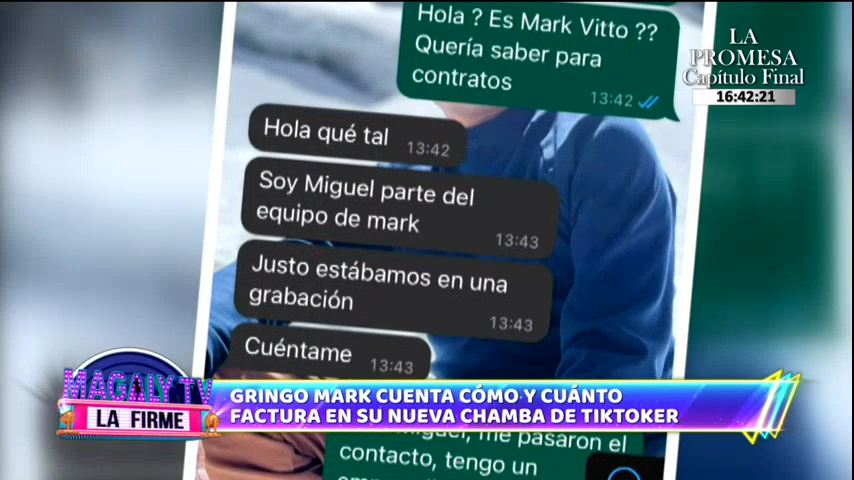 Hola ? Es Mark Vitto ??
Quería saber para
contratos
13:42
LA
PROMESA
Capítulo Final
16:42:21
Hola qué tal
13:42
Soy Miguel parte del
equipo de mark
13:43
Justo estábamos en una
grabación
13:43
Cuéntame
13:43
MAGALY TV
LA FIRME
GRINGO MARK CUENTA CÓMO Y CUÁNTO
FACTURA EN SU NUEVA CHAMBA DE TIKTOKER
me pasaron el
contacto, tengo un